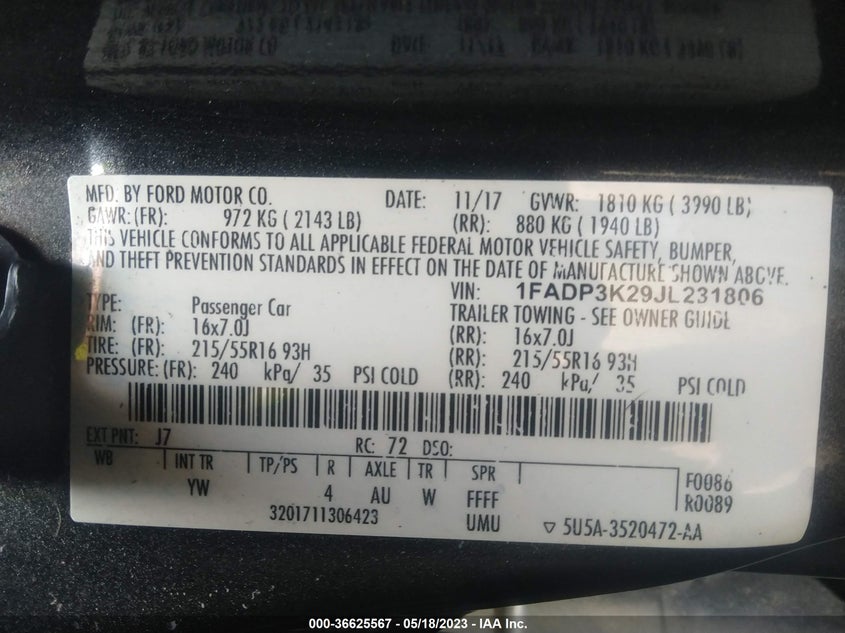 MFD. BY FORD MOTOR CO. DATE: 11/17 GVWR: 1810 KG ( 3990 LB)
GAWR: (FR): 972 KG ( 2143 LB) (RR): 880 KG ( 1940 LB)
THIS VEHICLE CONFORMS TO ALL APPLICABLE FEDERAL MOTOR VEHICLE SAFETY, BUMPER,
AND THEFT PREVENTION STANDARDS IN EFFECT ON THE DATE OF MANUFACTURE SHOWN ABOVE.
VIN: 1FADP3K29JL231806
TYPE: Passenger Car TRAILER TOWING - SEE OWNER GUIDE
RIM: (FR): 16x7.0J (RR): 16x7.0J
TIRE: (FR): 215/55R16 93H (RR): 215/55R16 93H
PRESSURE: (FR): 240 kPa/ 35 PSI COLD (RR): 240 kPa/ 35 PSI COLD
EXT PNT: J7 RC: 72 DSO:
WB INT TR TP/PS R AXLE TR SPR F0086
YW 4 AU W FFFF R0089
3201711306423 UMU ▽ 5U5A-3520472-AA
000-36625567 - 05/18/2023 - IAA Inc.